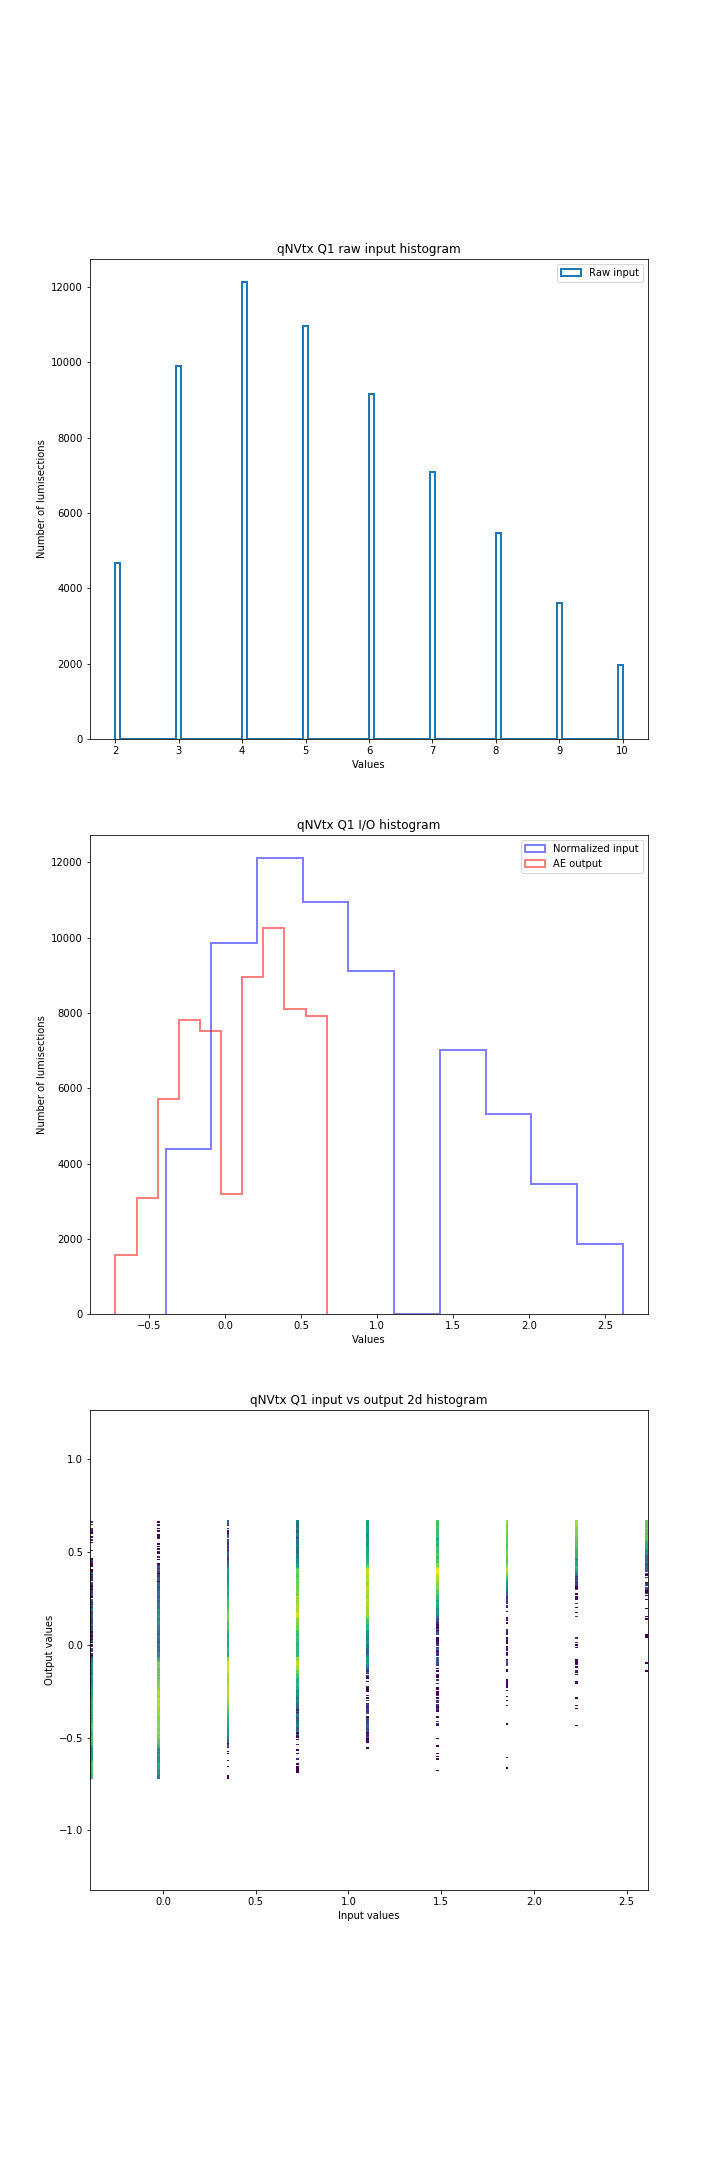 qNVtx Q1 raw input histogram
Raw input
Number of lumisections
12000
10000
8000
6000
4000
2000
0
2 3 4 5 6 7 8 9 10
Values
qNVtx Q1 I/O histogram
Normalized input
AE output
Number of lumisections
12000
10000
8000
6000
4000
2000
0
−0.5 0.0 0.5 1.0 1.5 2.0 2.5
Values
qNVtx Q1 input vs output 2d histogram
Output values
1.0
0.5
0.0
−0.5
−1.0
0.0 0.5 1.0 1.5 2.0 2.5
Input values